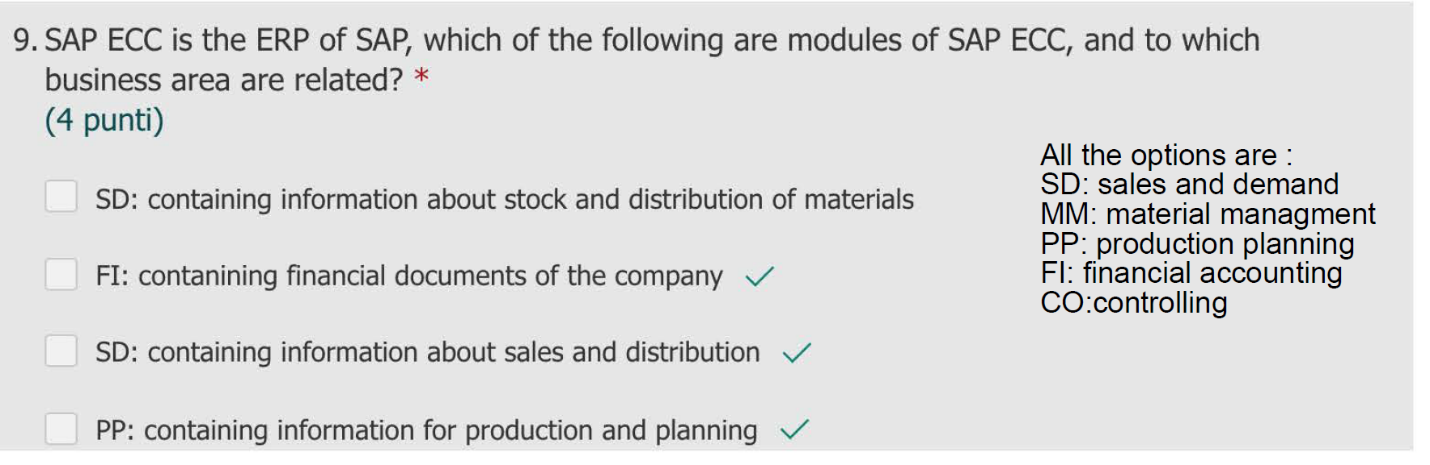 9. SAP ECC is the ERP of SAP, which of the following are modules of SAP ECC, and to which
business area are related? *
(4 punti)
SD: containing information about stock and distribution of materials
FI: contanining financial documents of the company
SD: containing information about sales and distribution
PP: containing information for production and planning
All the options are :
SD: sales and demand
MM: material managment
PP: production planning
FI: financial accounting
CO:controlling